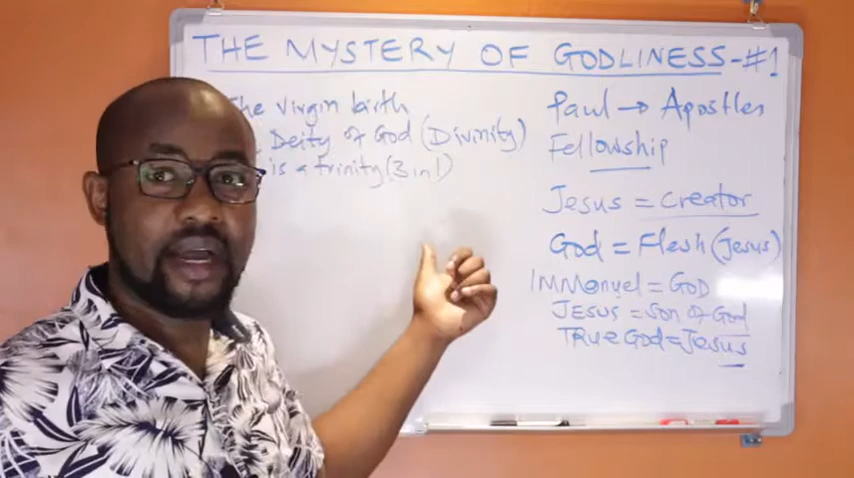 THE MYSTERY OF GODLINESS-#1
The virgin birth
Deity of God (Divinity)
is a trinity (3 in 1)
Paul → Apostles
Fellowship
Jesus = Creator
God = Flesh (Jesus)
IMMANUEL = GOD
JESUS = SON OF God
TRUE GOD = Jesus